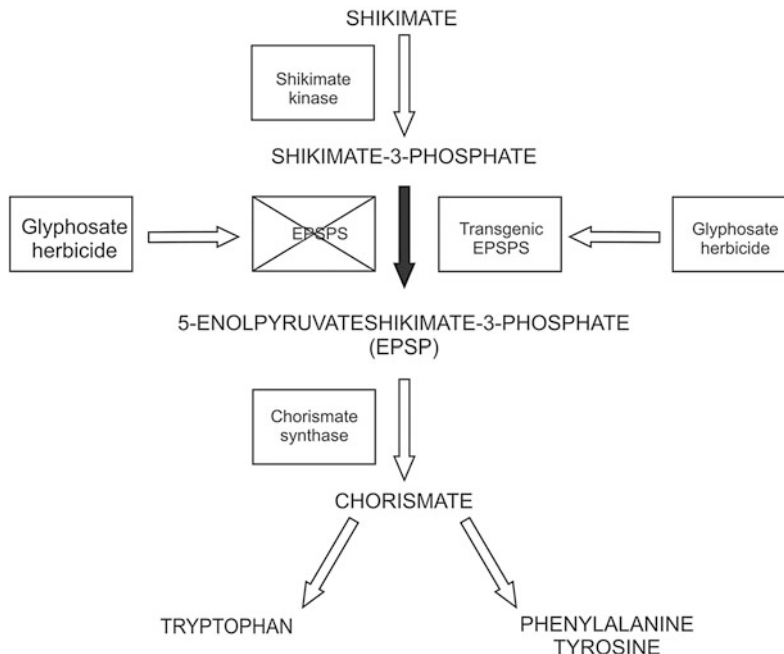 SHIKIMATE
Shikimate
kinase
SHIKIMATE-3-PHOSPHATE
Glyphosate
herbicide
EPSPS
Transgenic
EPSPS
Glyphosate
herbicide
5-ENOLPYRUVATESHIKIMATE-3-PHOSPHATE
(EPSP)
Chorismate
synthase
CHORISMATE
TRYPTOPHAN
PHENYLALANINE
TYROSINE